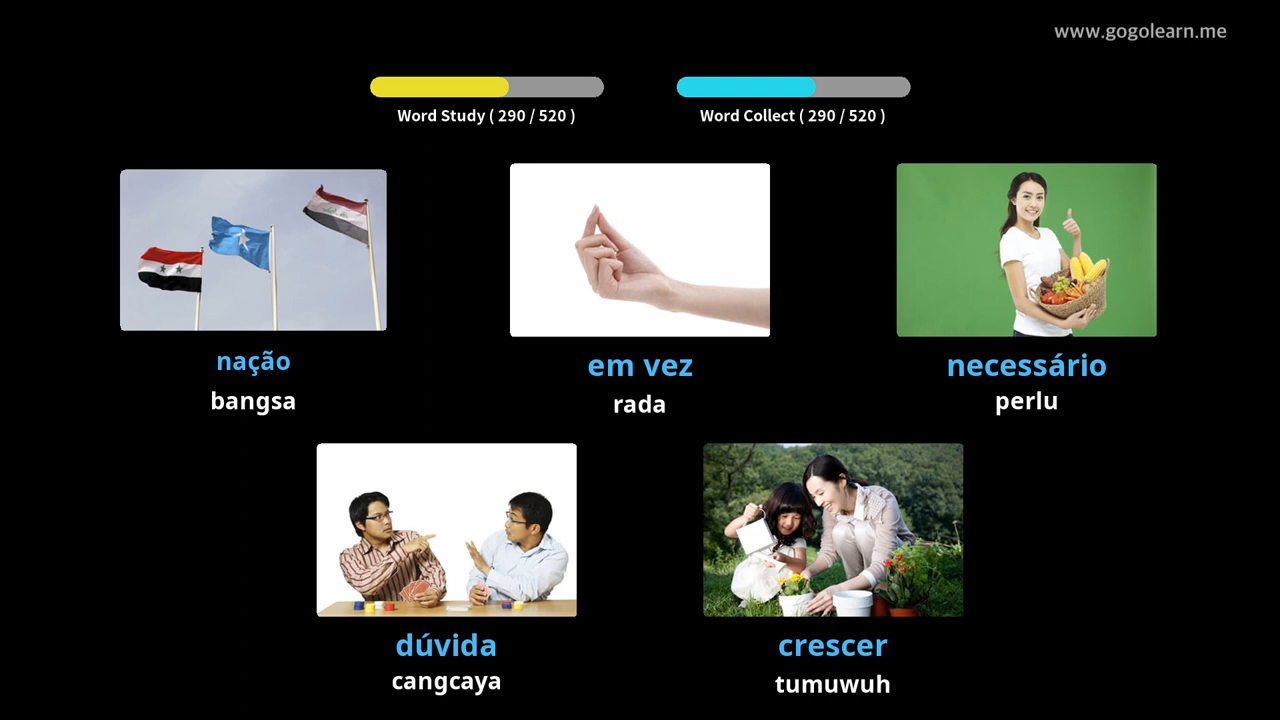 www.gogolearn.me
Word Study ( 290 / 520 )
Word Collect ( 290 / 520 )
nação
bangsa
em vez
rada
necessário
perlu
dúvida
cangcaya
crescer
tumuwuh